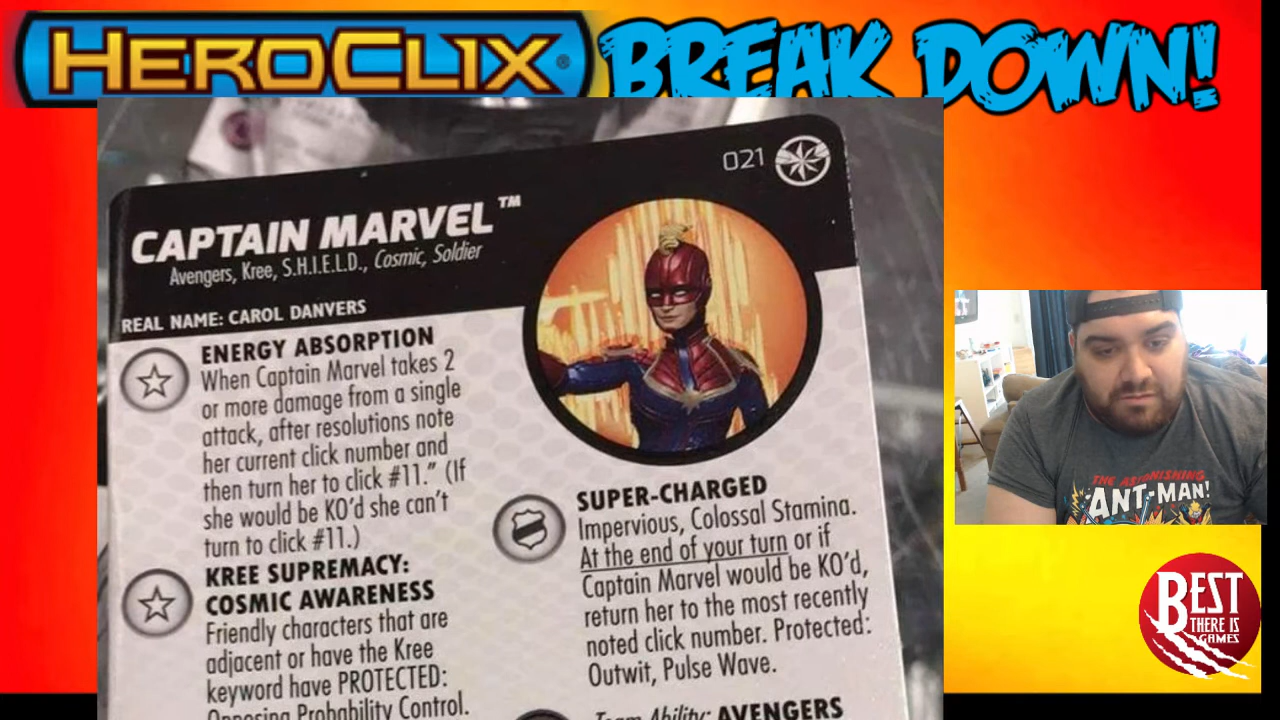 HEROCLIX® BREAK DOWN!
021
CAPTAIN MARVEL™
Avengers, Kree, S.H.I.E.L.D., Cosmic, Soldier
REAL NAME: CAROL DANVERS
ENERGY ABSORPTION
When Captain Marvel takes 2
or more damage from a single
attack, after resolutions note
her current click number and
then turn her to click #11.” (If
she would be KO’d she can’t
turn to click #11.)
KREE SUPREMACY:
COSMIC AWARENESS
Friendly characters that are
adjacent or have the Kree
keyword have PROTECTED:
Opposing Probability Control.
SUPER-CHARGED
Impervious, Colossal Stamina.
At the end of your turn or if
Captain Marvel would be KO’d,
return her to the most recently
noted click number. Protected:
Outwit, Pulse Wave.
Team Ability: AVENGERS
THE ASTONISHING
ANT-MAN!
BEST
THERE IS
GAMES